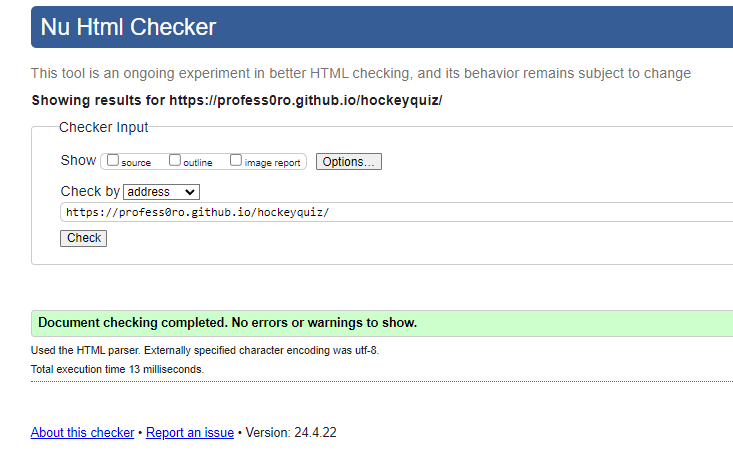 Nu Html Checker
This tool is an ongoing experiment in better HTML checking, and its behavior remains subject to change
Showing results for https://profess0ro.github.io/hockeyquiz/
Checker Input
Show source outline image report Options...
Check by address
https://profess0ro.github.io/hockeyquiz/
Check
Document checking completed. No errors or warnings to show.
Used the HTML parser. Externally specified character encoding was utf-8.
Total execution time 13 milliseconds.
About this checker • Report an issue • Version: 24.4.22